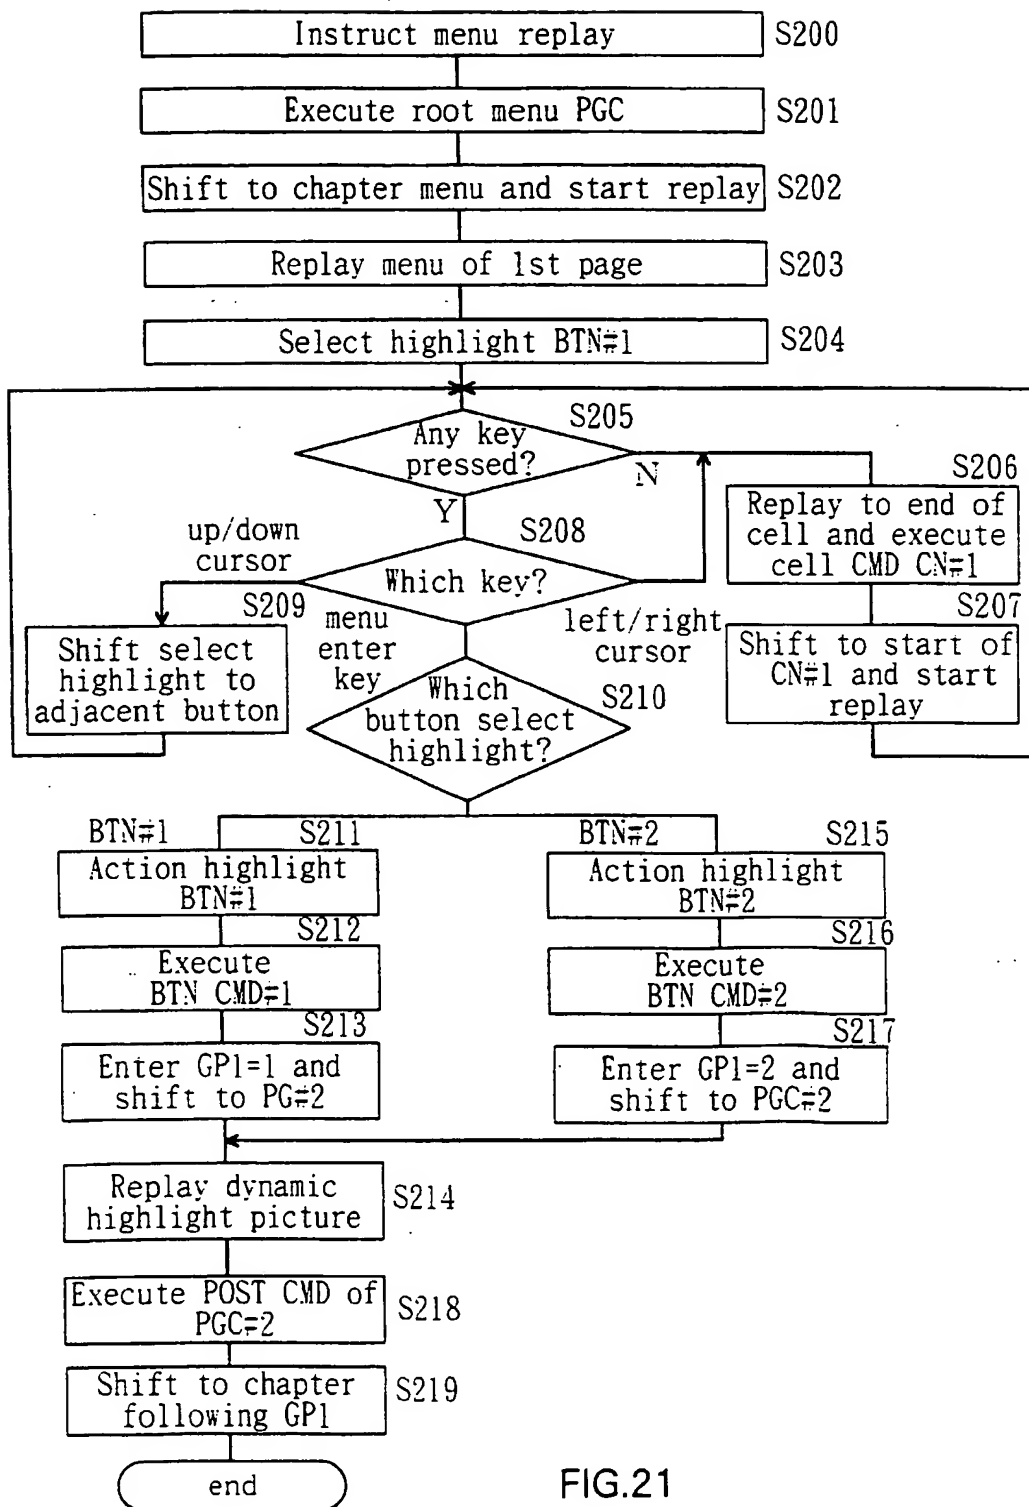 Instruct menu replay
S200
Execute root menu PGC
S201
Shift to chapter menu and start replay
S202
Replay menu of 1st page
S203
Select highlight BTN#1
S204
S205
Any key
pressed?
N
Y
S206
Replay to end of
cell and execute
cell CMD CN#1
S207
Shift to start of
CN#1 and start
replay
S208
Which key?
up/down
cursor
S209
Shift select
highlight to
adjacent button
menu
enter
key
left/right
cursor
S210
Which
button select
highlight?
BTN#1
S211
Action highlight
BTN#1
S212
Execute
BTN CMD#1
S213
Enter GP1=1 and
shift to PG#2
BTN#2
S215
Action highlight
BTN#2
S216
Execute
BTN CMD#2
S217
Enter GP1=2 and
shift to PGC#2
Replay dynamic
highlight picture
S214
Execute POST CMD of
PGC#2
S218
Shift to chapter
following GP1
S219
end
FIG.21